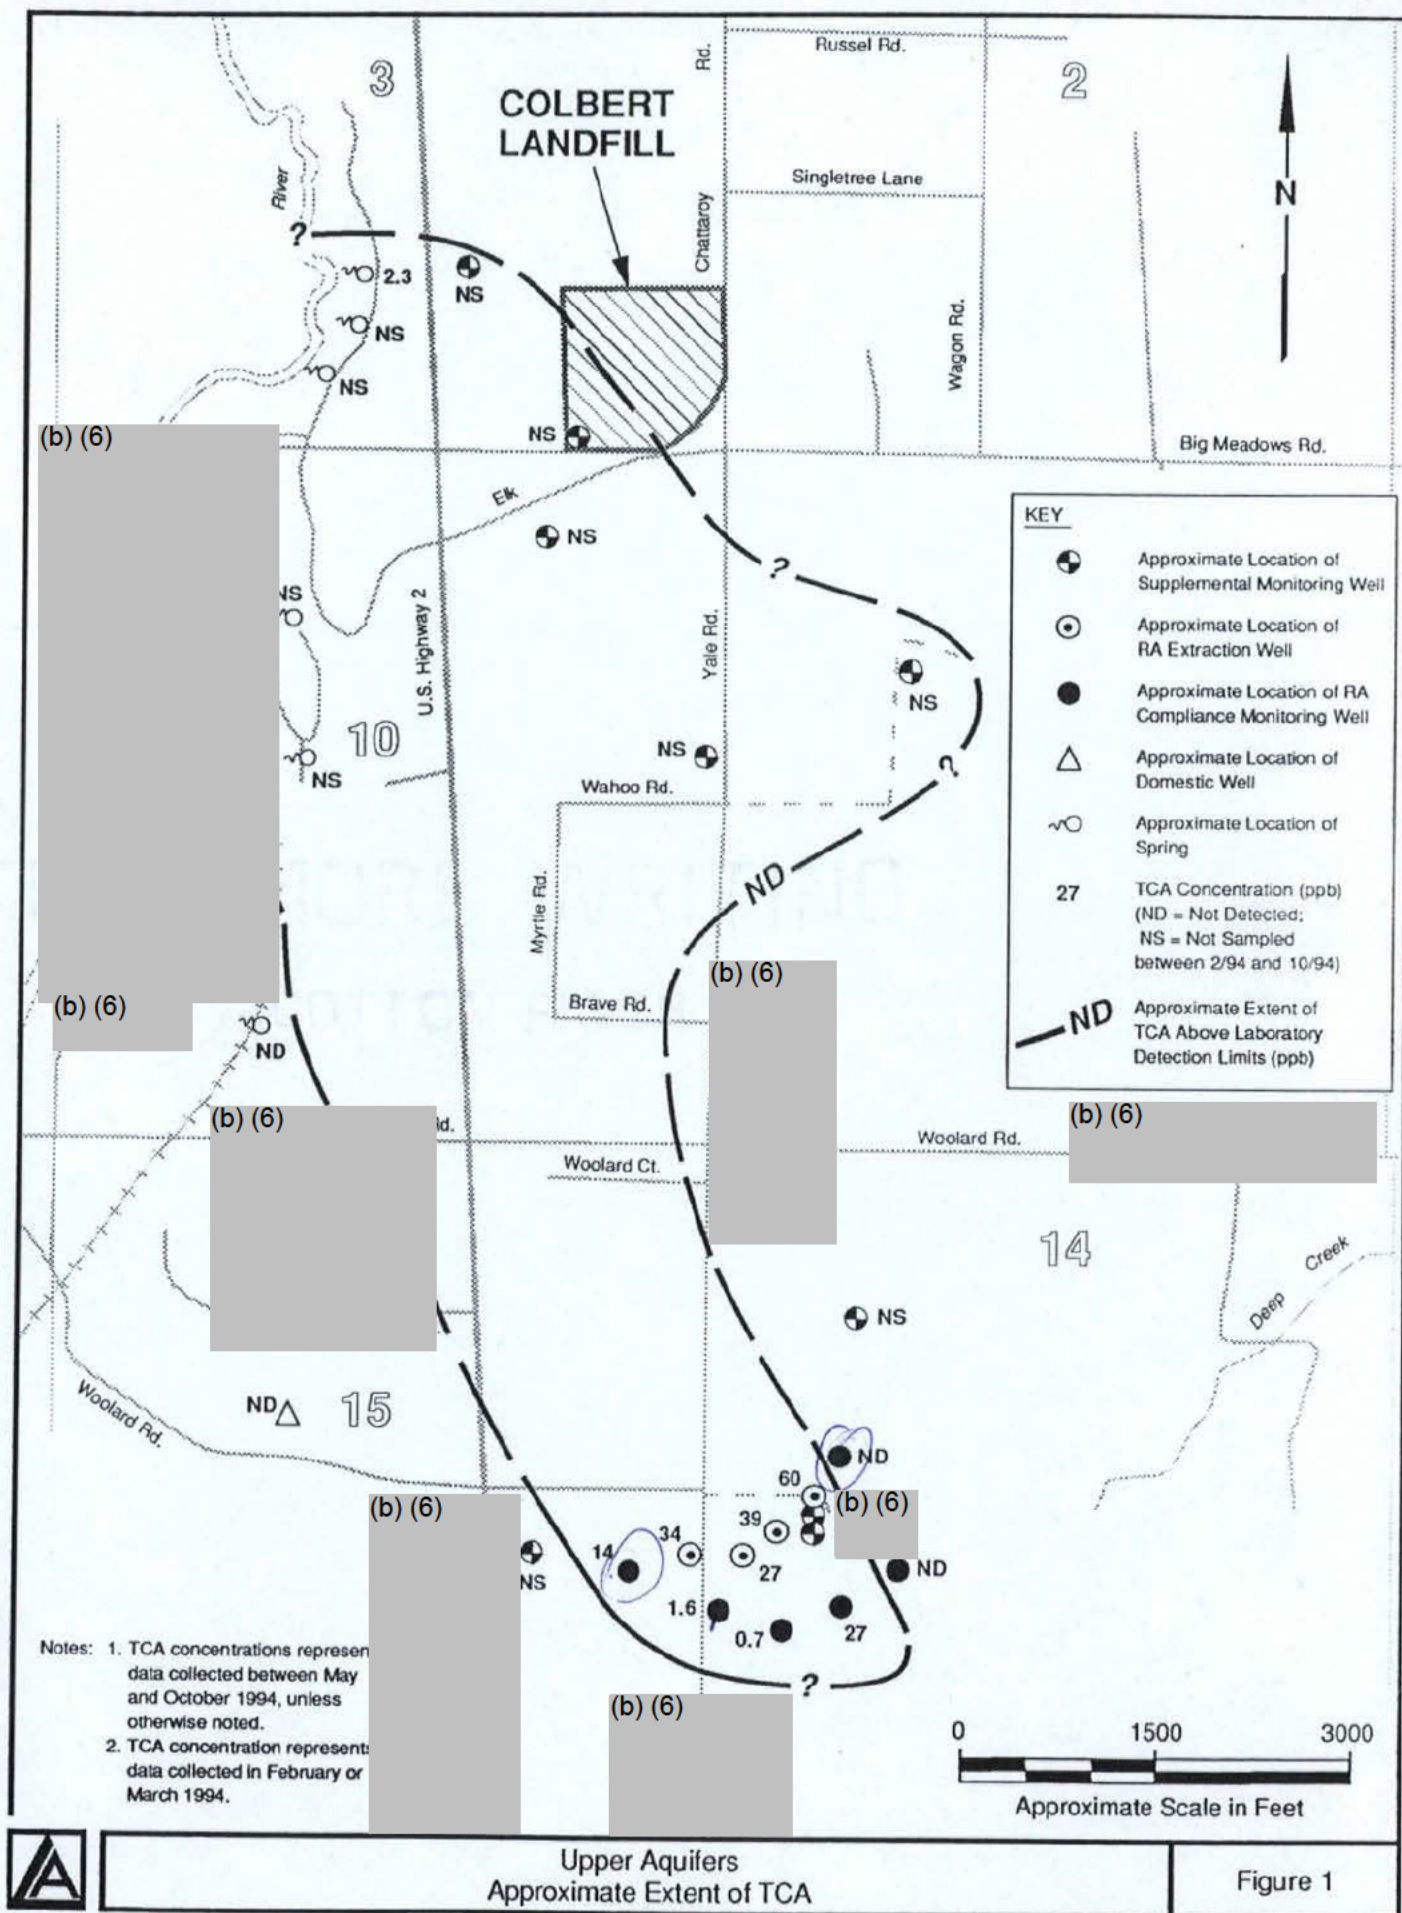 Russel Rd.
3
2
Rd.
COLBERT
LANDFILL
River
Singletree Lane
N
Chattaroy
?
2.3
NS
NS
NS
Wagon Rd.
(b) (6)
NS
Big Meadows Rd.
Elk
NS
KEY
Approximate Location of
Supplemental Monitoring Well
Approximate Location of
RA Extraction Well
Approximate Location of RA
Compliance Monitoring Well
Approximate Location of
Domestic Well
Approximate Location of
Spring
27
TCA Concentration (ppb)
(ND = Not Detected;
NS = Not Sampled
between 2/94 and 10/94)
ND
Approximate Extent of
TCA Above Laboratory
Detection Limits (ppb)
?
NS
U.S. Highway 2
Yale Rd.
NS
10
NS
NS
?
Wahoo Rd.
ND
Myrtle Rd.
(b) (6)
Brave Rd.
(b) (6)
ND
(b) (6)
(b) (6)
d.
Woolard Rd.
Woolard Ct.
14
Deep Creek
NS
Woolard Rd.
ND
15
ND
60
(b) (6)
(b) (6)
39
34
14
NS
27
ND
1.6
0.7
27
?
(b) (6)
Notes: 1. TCA concentrations represen
data collected between May
and October 1994, unless
otherwise noted.
2. TCA concentration represents
data collected in February or
March 1994.
0 1500 3000
Approximate Scale in Feet
Upper Aquifers
Approximate Extent of TCA
Figure 1